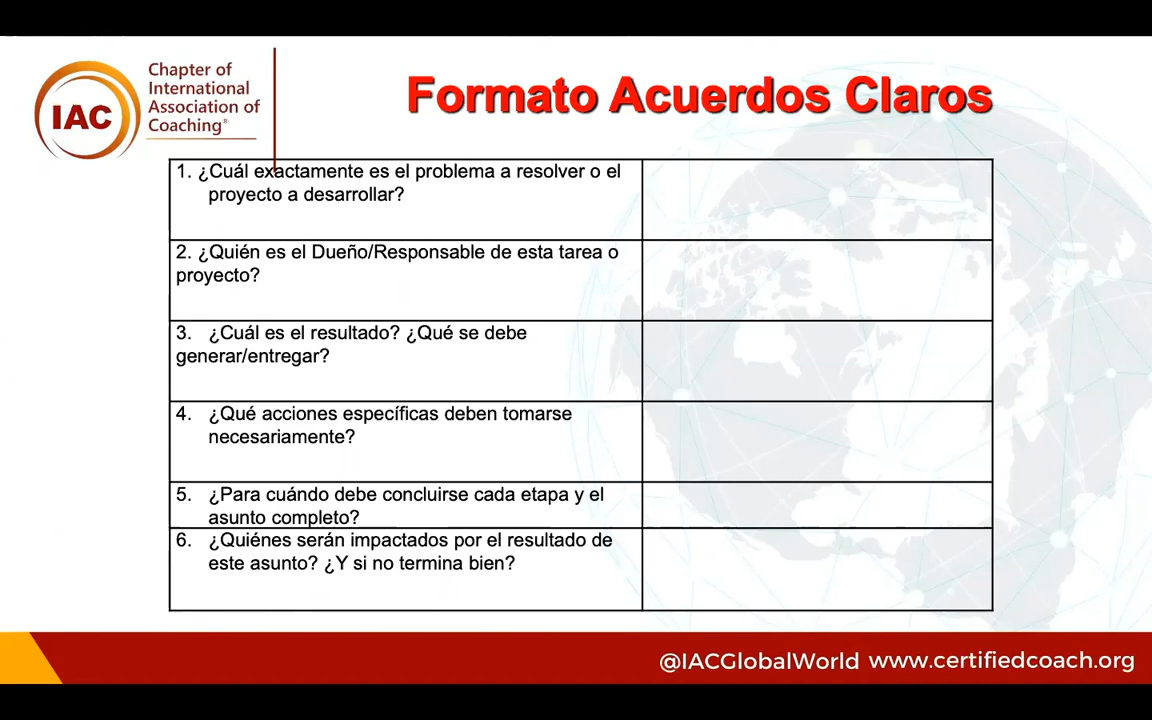 IAC
Chapter of
International
Association of
Coaching®
Formato Acuerdos Claros
1. ¿Cuál exactamente es el problema a resolver o el
proyecto a desarrollar?
2. ¿Quién es el Dueño/Responsable de esta tarea o
proyecto?
3. ¿Cuál es el resultado? ¿Qué se debe
generar/entregar?
4. ¿Qué acciones específicas deben tomarse
necesariamente?
5. ¿Para cuándo debe concluirse cada etapa y el
asunto completo?
6. ¿Quiénes serán impactados por el resultado de
este asunto? ¿Y si no termina bien?
@IACGlobalWorld www.certifiedcoach.org